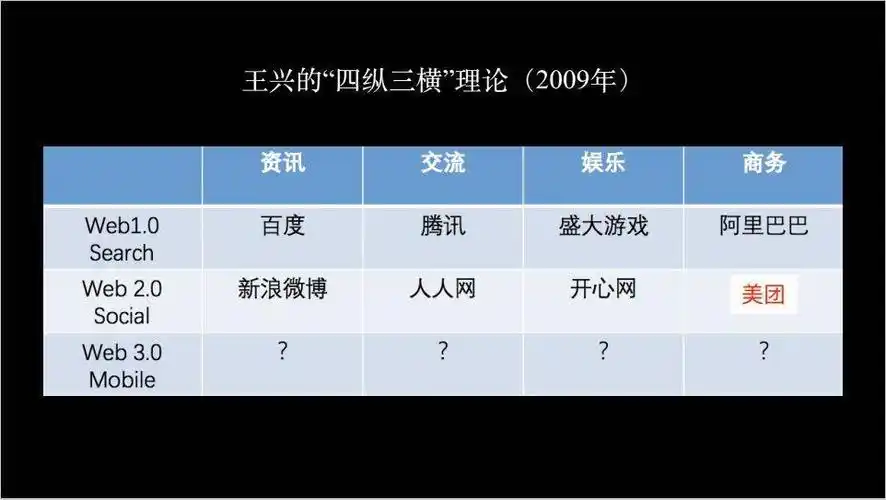 王兴的“四纵三横”理论（2009年）
资讯 交流 娱乐 商务
Web1.0 Search 百度 腾讯 盛大游戏 阿里巴巴
Web 2.0 Social 新浪微博 人人网 开心网 美团
Web 3.0 Mobile ? ? ? ?